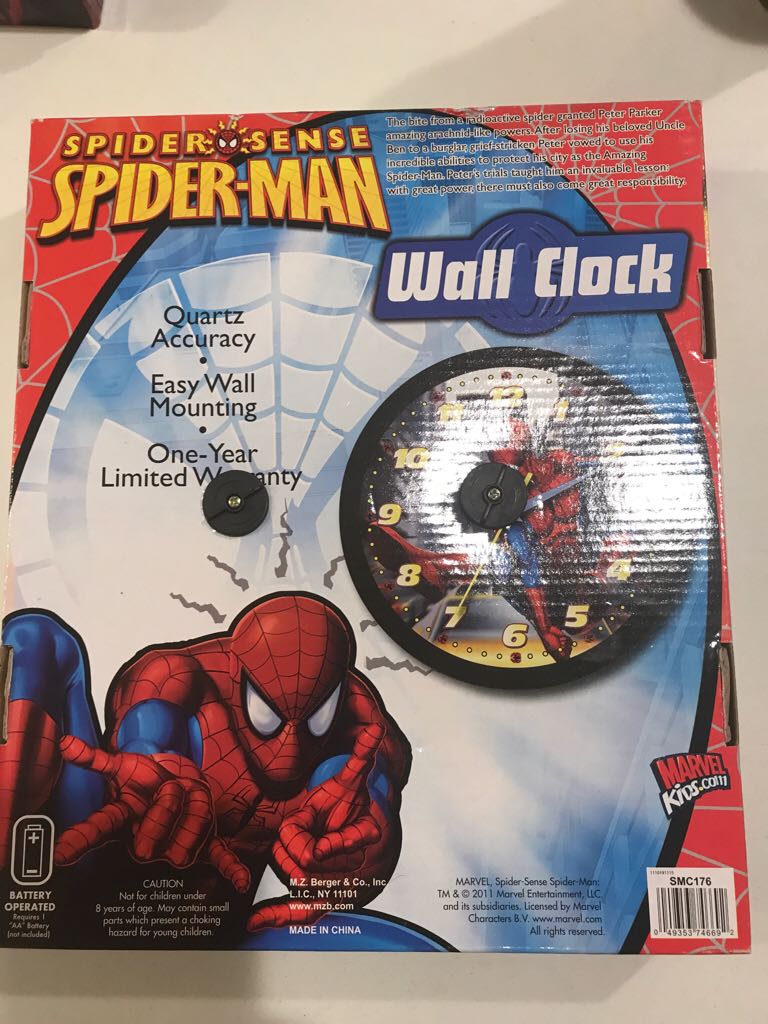 SPIDER SENSE
SPIDER-MAN
The bite from a radioactive spider granted Peter Parker
amazing arachnid-like powers. After losing his beloved Uncle
Ben to a burglar, grief-stricken Peter vowed to use his
incredible abilities to protect his city as the Amazing
Spider-Man. Peter's trials taught him an invaluable lesson:
with great power, there must also come great responsibility.
Wall Clock
Quartz
Accuracy
•
Easy Wall
Mounting
•
One-Year
Limited W anty
12
11
1
2
10
9
8
4
7
5
6
MARVEL
KiDS.com
BATTERY
OPERATED
Requires 1
"AA" Battery
(not included)
CAUTION
Not for children under
8 years of age. May contain small
parts which present a choking
hazard for young children.
M.Z. Berger & Co., Inc.
L.I.C., NY 11101
www.mzb.com
MADE IN CHINA
MARVEL, Spider-Sense Spider-Man:
TM & © 2011 Marvel Entertainment, LLC
and its subsidiaries. Licensed by Marvel
Characters B.V. www.marvel.com
All rights reserved.
SMC176
0 49353 74669 2